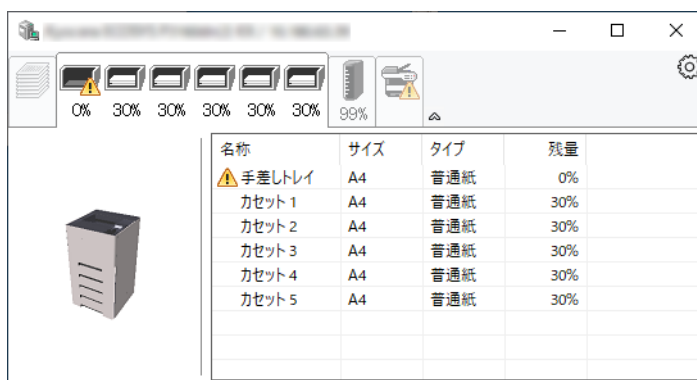 0% 30% 30% 30% 30% 30% 99%
名称 サイズ タイプ 残量
手差しトレイ A4 普通紙 0%
カセット 1 A4 普通紙 30%
カセット 2 A4 普通紙 30%
カセット 3 A4 普通紙 30%
カセット 4 A4 普通紙 30%
カセット 5 A4 普通紙 30%